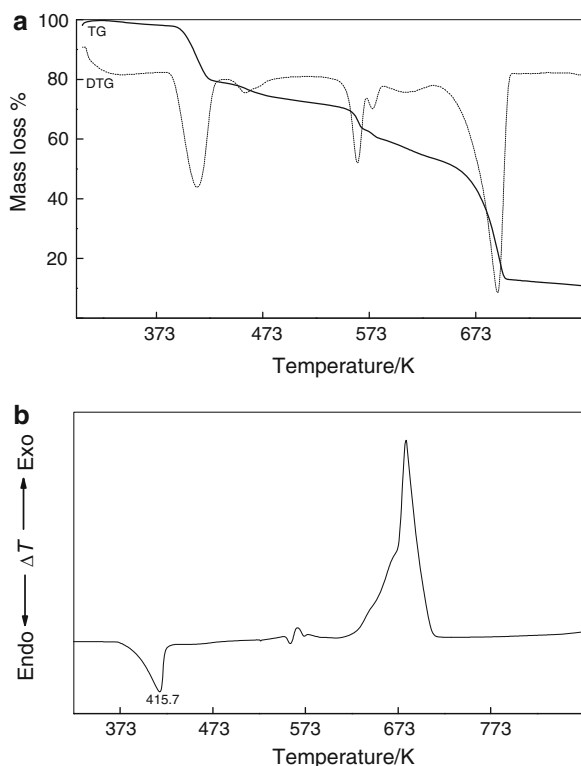 a
100
TG
80
DTG
60
40
20
Mass loss %
373 473 573 673
Temperature/K
b
Endo ← ΔT → Exo
415.7
373 473 573 673 773
Temperature/K